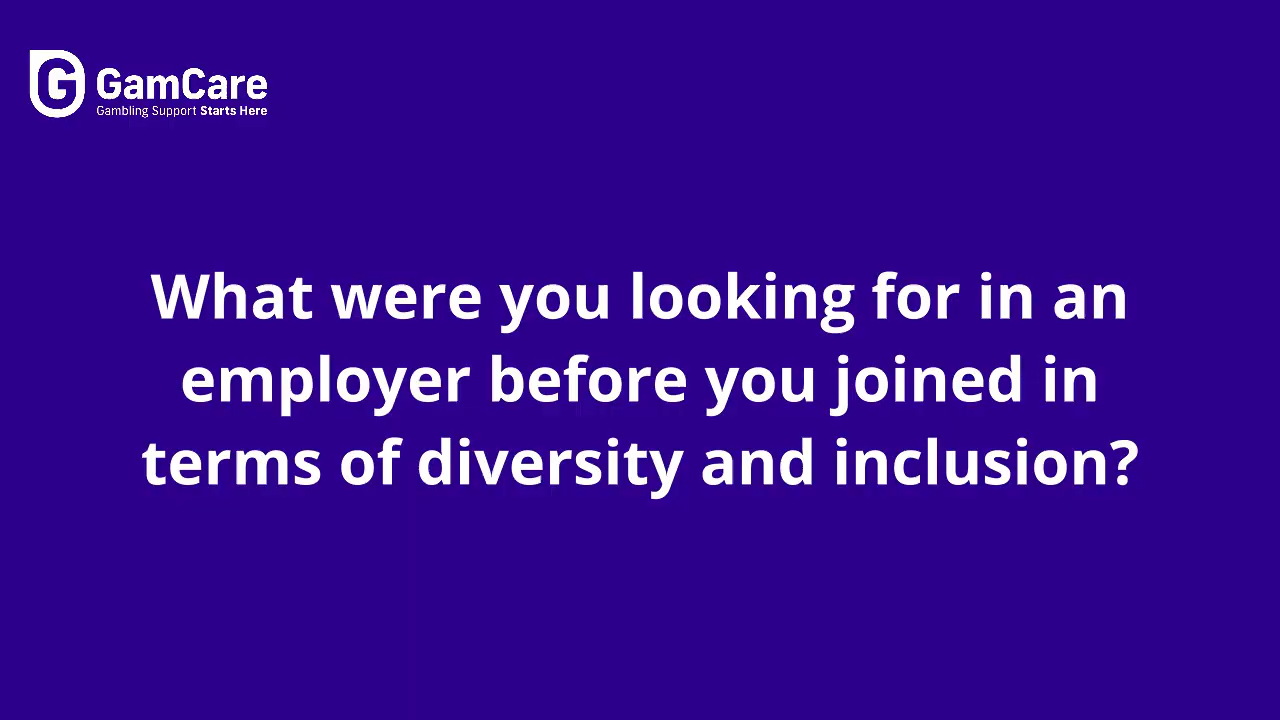 GamCare
Gambling Support Starts Here
What were you looking for in an
employer before you joined in
terms of diversity and inclusion?